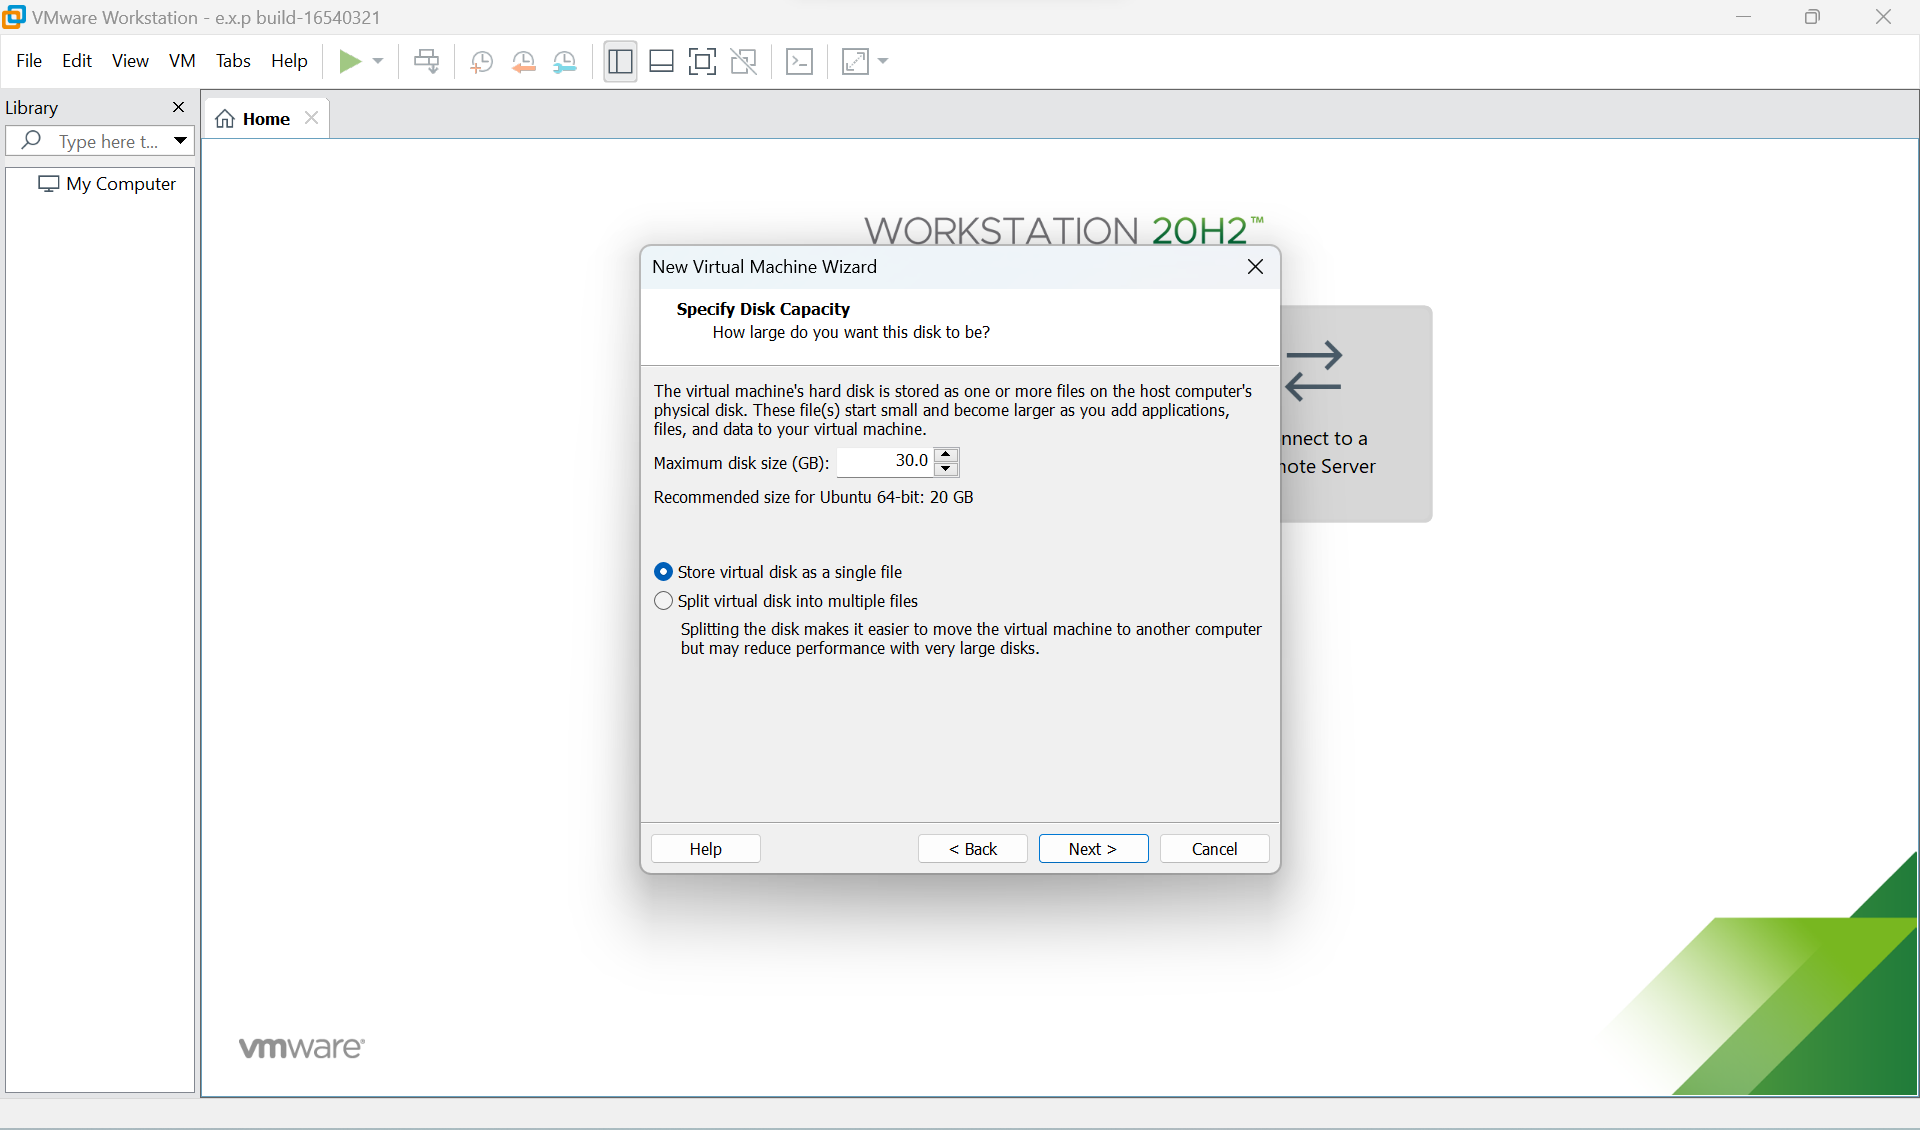 VMware Workstation - e.x.p build-16540321
File Edit View VM Tabs Help
Library
Home
Type here t...
My Computer
WORKSTATION 20H2™
New Virtual Machine Wizard
Specify Disk Capacity
How large do you want this disk to be?
The virtual machine's hard disk is stored as one or more files on the host computer's
physical disk. These file(s) start small and become larger as you add applications,
files, and data to your virtual machine.
Maximum disk size (GB): 30.0
Recommended size for Ubuntu 64-bit: 20 GB
Store virtual disk as a single file
Split virtual disk into multiple files
Splitting the disk makes it easier to move the virtual machine to another computer
but may reduce performance with very large disks.
Help < Back Next > Cancel
nnect to a
note Server
vmware®